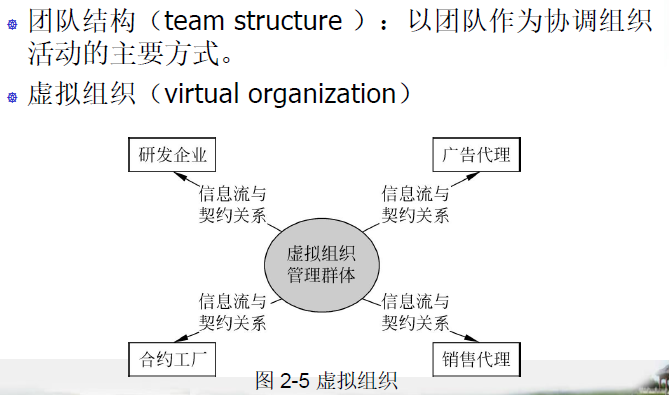 团队结构（team structure ）：以团队作为协调组织
活动的主要方式。
虚拟组织（virtual organization）
研发企业
广告代理
信息流与
契约关系
信息流与
契约关系
虚拟组织
管理群体
信息流与
契约关系
信息流与
契约关系
合约工厂
销售代理
图 2-5 虚拟组织